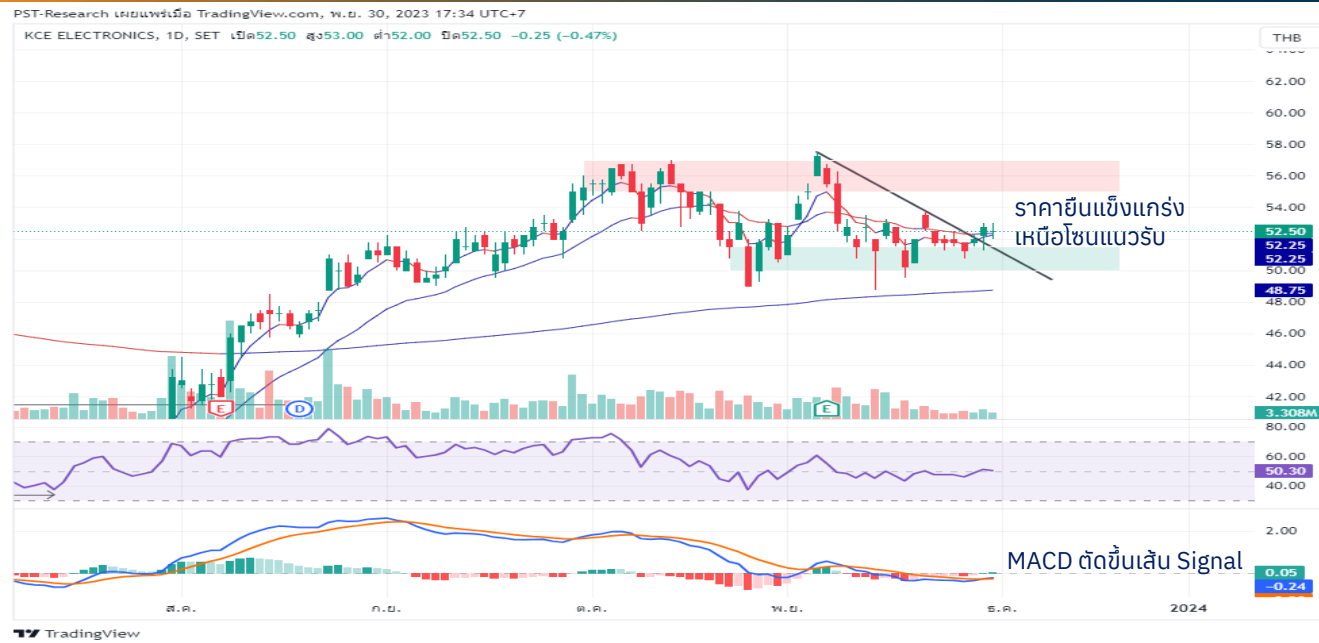 PST-Research เผยแพร่เมื่อ TradingView.com, พ.ย. 30, 2023 17:34 UTC+7
KCE ELECTRONICS, 1D, SET เปิด52.50 สูง53.00 ต่ำ52.00 ปิด52.50 −0.25 (−0.47%)
THB
62.00
60.00
58.00
56.00
54.00
ราคายืนแข็งแกร่ง
เหนือโซนแนวรับ
52.50
52.25
52.25
50.00
48.75
48.00
46.00
44.00
42.00
E
D
E
3.308M
80.00
60.00
50.30
40.00
2.00
MACD ตัดขึ้นเส้น Signal
0.05
−0.24
ส.ค.
ก.ย.
ต.ค.
พ.ย.
ธ.ค.
2024
TradingView